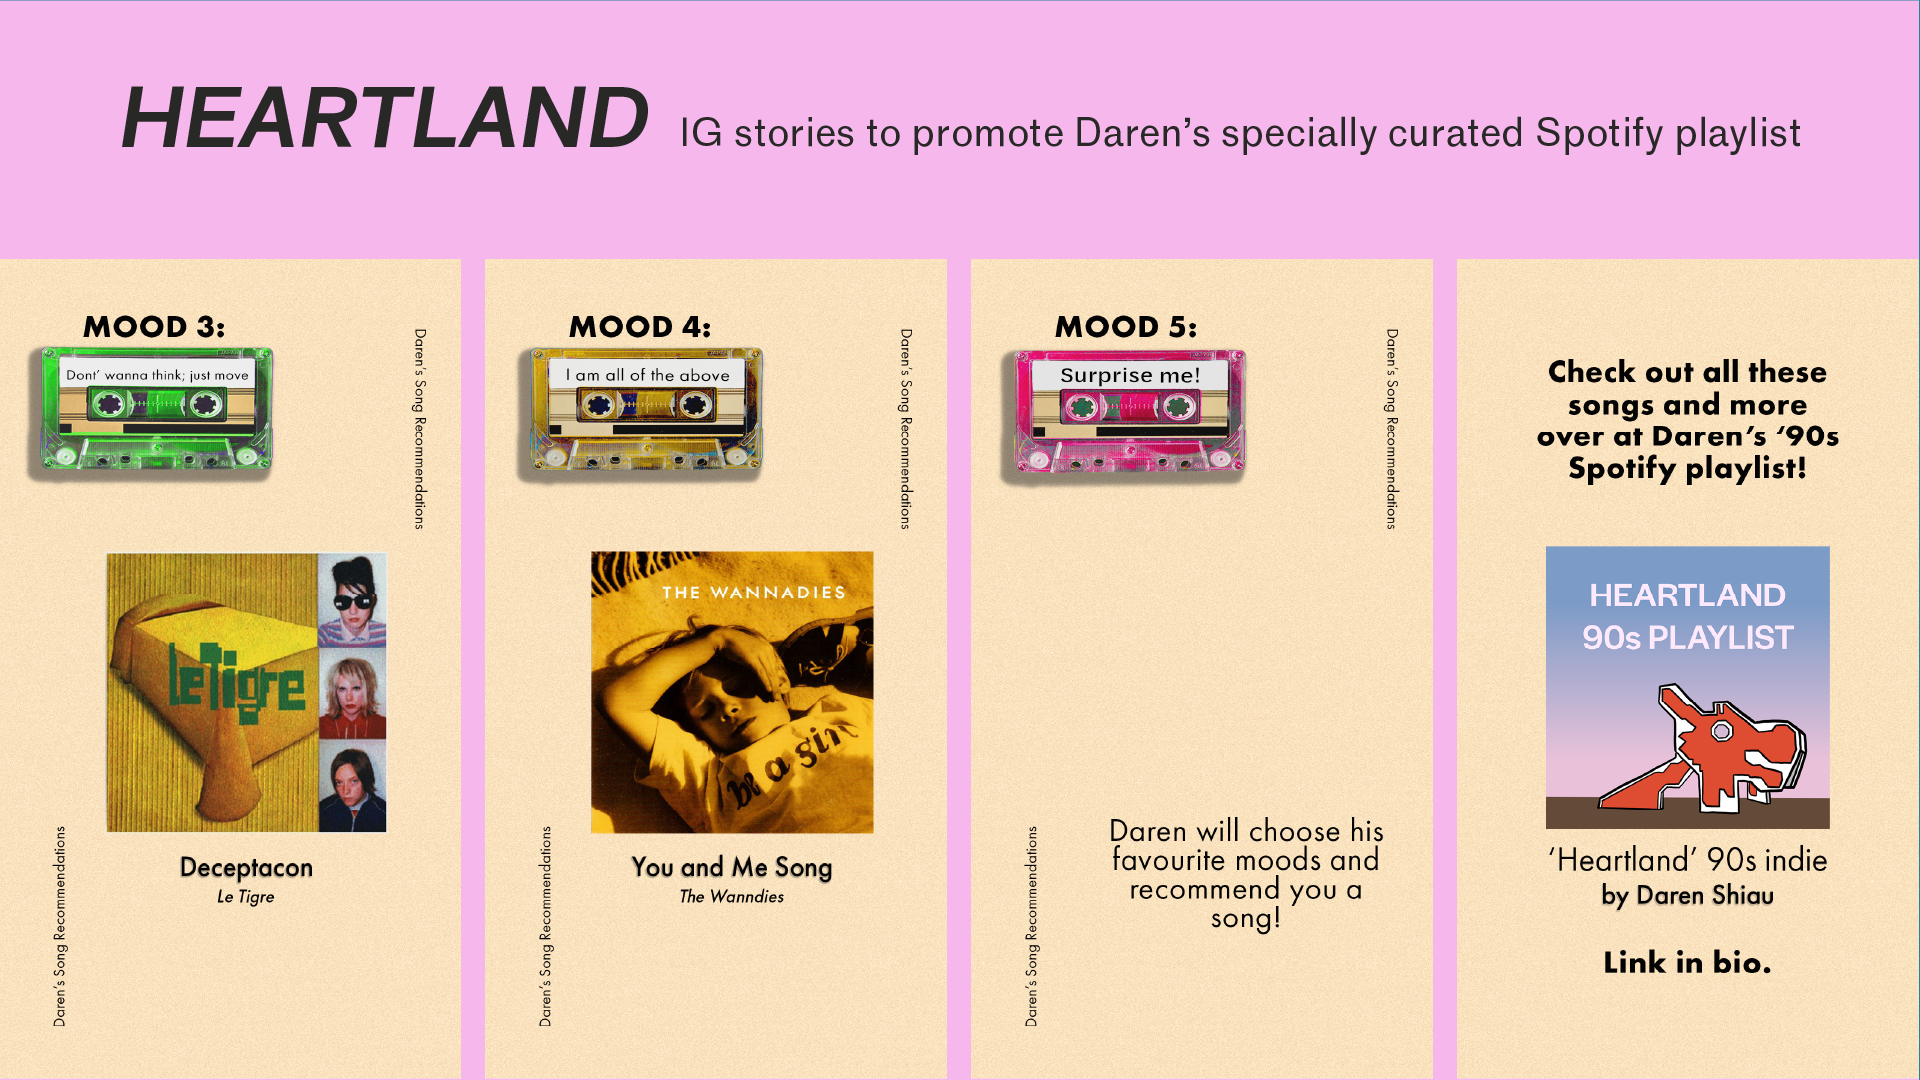 HEARTLAND IG stories to promote Daren’s specially curated Spotify playlist
MOOD 3:
Dont’ wanna think; just move
Daren’s Song Recommendations
le Tigre
Deceptacon
Le Tigre
Daren’s Song Recommendations
MOOD 4:
I am all of the above
Daren’s Song Recommendations
THE WANNADIES
be a girl
You and Me Song
The Wanndies
Daren’s Song Recommendations
MOOD 5:
Surprise me!
Daren’s Song Recommendations
Daren will choose his
favourite moods and
recommend you a
song!
Daren’s Song Recommendations
Check out all these
songs and more
over at Daren’s ‘90s
Spotify playlist!
HEARTLAND
90s PLAYLIST
‘Heartland’ 90s indie
by Daren Shiau
Link in bio.